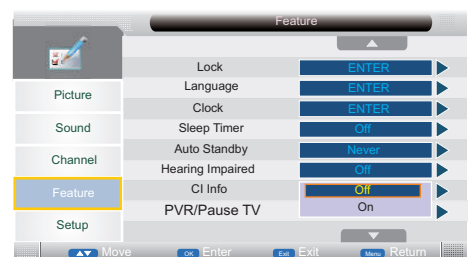 Feature
Lock ENTER
Picture
Language ENTER
Clock ENTER
Sound
Sleep Timer Off
Auto Standby Never
Channel
Hearing Impaired Off
Feature
CI Info Off
PVR/Pause TV On
Setup
Move OK Enter Exit Exit Menu Return